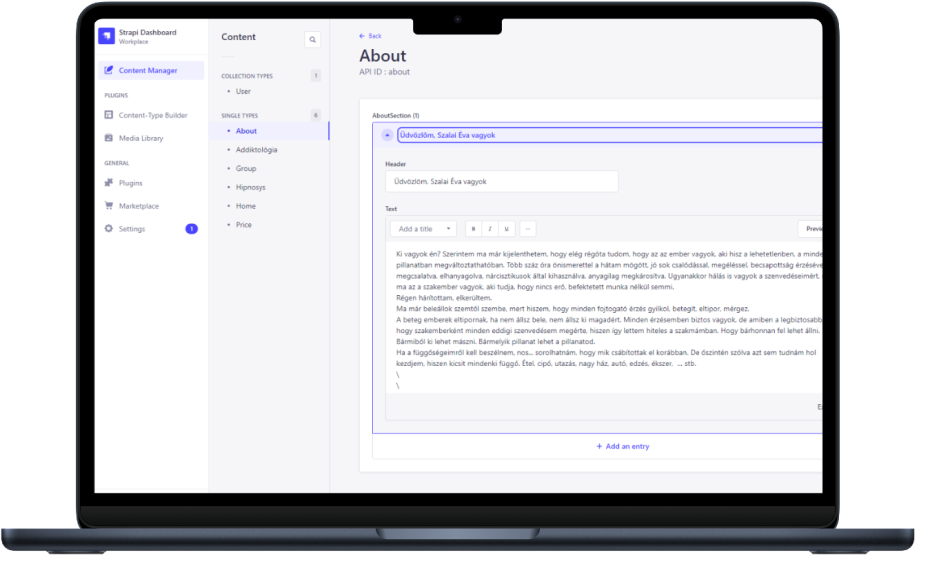 Strapi Dashboard
Workplace
Content Manager
PLUGINS
Content-Type Builder
Media Library
GENERAL
Plugins
Marketplace
Settings
1
Content
COLLECTION TYPES
1
User
SINGLE TYPES
6
About
Addiktológia
Group
Hipnosys
Home
Price
Back
About
API ID : about
AboutSection (1)
Üdvözlöm, Szalai Éva vagyok
Header
Üdvözlöm, Szalai Éva vagyok
Text
Add a title
B
I
U
Previe
Ki vagyok én? Szerintem ma már kijelenthetem, hogy elég régóta tudom, hogy az az ember vagyok, aki hisz a lehetetlenben, a minde
pillanatban megváltoztathatóban. Több száz óra önismerettel a hátam mögött, jó sok csalódással, megéléssel, becsapottság érzéséve
megcsalatva, elhanyagolva, nárcisztikusok által kihasználva, anyagilag megkárosítva. Ugyanakkor hálás is vagyok a szenvedéseimért,
ma az a szakember vagyok, aki tudja, hogy nincs erő, befektetett munka nélkül semmi.
Régen hárítottam, elkerültem.
Ma már beleállok szemtől szembe, mert hiszem, hogy minden fojtogató érzés gyilkol, betegít, eltipor, mérgez.
A beteg emberek eltipornak, ha nem állsz bele, nem állsz ki magadért. Minden érzésemben biztos vagyok, de amiben a legbiztosabb
hogy szakemberként minden eddigi szenvedésem megérte, hiszen így lettem hiteles a szakmámban. Hogy bárhonnan fel lehet állni.
Bármiből ki lehet mászni. Bármelyik pillanat lehet a pillanatod.
Ha a függőségeimről kell beszélnem, nos... sorolhatnám, hogy mik csábítottak el korábban. De őszintén szólva azt sem tudnám hol
kezdjem, hiszen kicsit mindenki függő. Étel, cipő, utazás, nagy ház, autó, edzés, ékszer, ... stb.
\
\
E
+ Add an entry